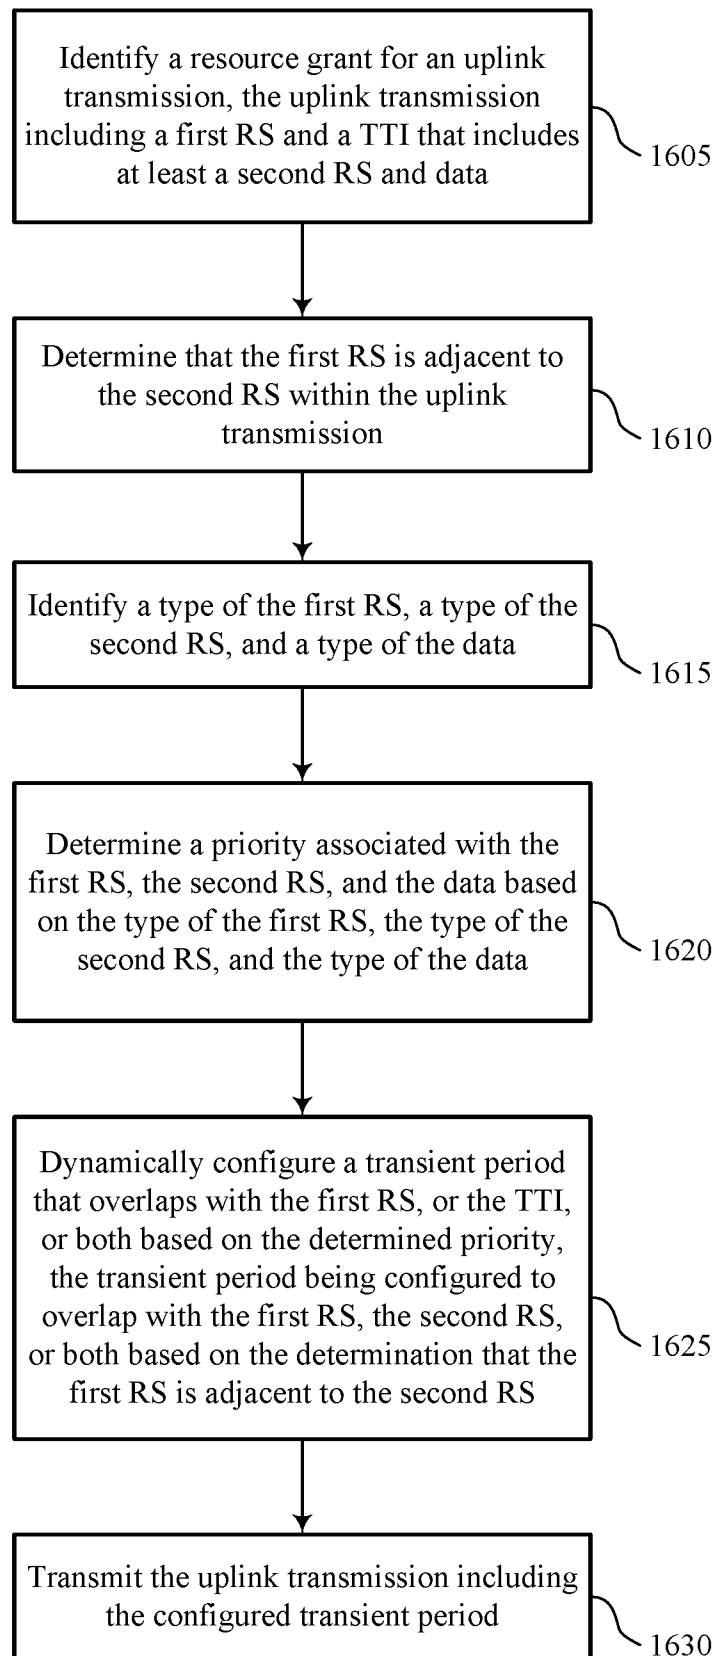 Identify a resource grant for an uplink
transmission, the uplink transmission
including a first RS and a TTI that includes
at least a second RS and data
1605
Determine that the first RS is adjacent to
the second RS within the uplink
transmission
1610
Identify a type of the first RS, a type of the
second RS, and a type of the data
1615
Determine a priority associated with the
first RS, the second RS, and the data based
on the type of the first RS, the type of the
second RS, and the type of the data
1620
Dynamically configure a transient period
that overlaps with the first RS, or the TTI,
or both based on the determined priority,
the transient period being configured to
overlap with the first RS, the second RS,
or both based on the determination that the
first RS is adjacent to the second RS
1625
Transmit the uplink transmission including
the configured transient period
1630